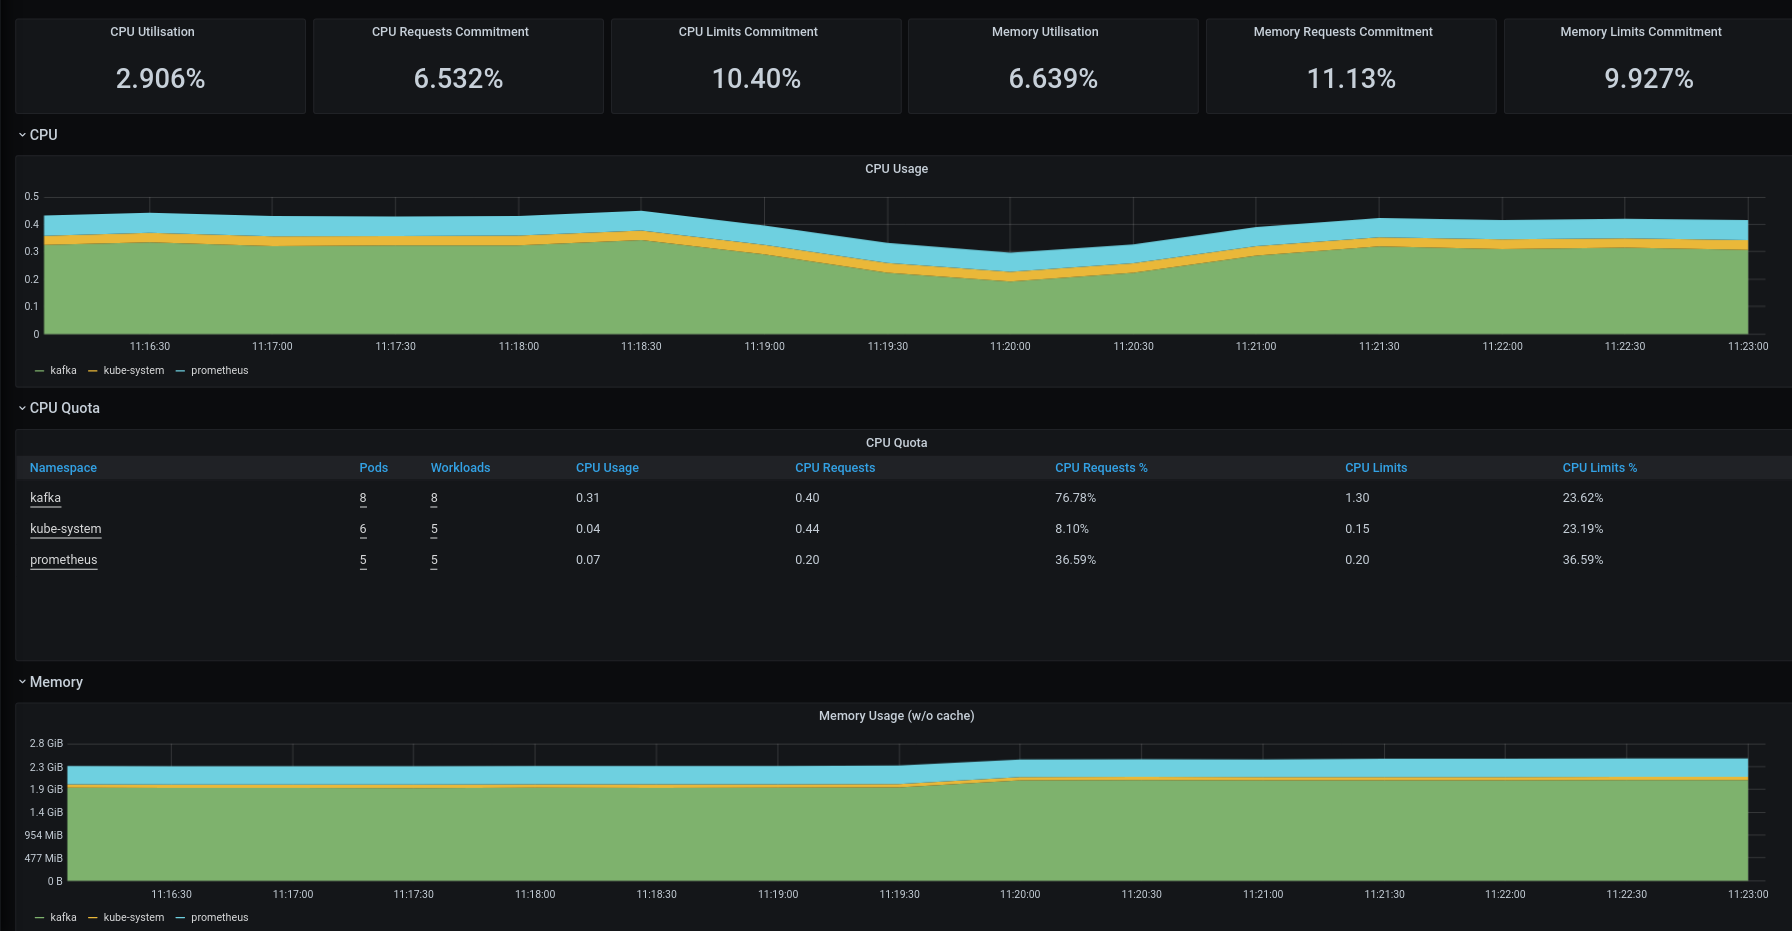 CPU Utilisation CPU Requests Commitment CPU Limits Commitment Memory Utilisation Memory Requests Commitment Memory Limits Commitment
2.906% 6.532% 10.40% 6.639% 11.13% 9.927%
CPU
CPU Usage
0.5
0.4
0.3
0.2
0.1
0
11:16:30 11:17:00 11:17:30 11:18:00 11:18:30 11:19:00 11:19:30 11:20:00 11:20:30 11:21:00 11:21:30 11:22:00 11:22:30 11:23:00
kafka kube-system prometheus
CPU Quota
CPU Quota
Namespace Pods Workloads CPU Usage CPU Requests CPU Requests % CPU Limits CPU Limits %
kafka 8 8 0.31 0.40 76.78% 1.30 23.62%
kube-system 6 5 0.04 0.44 8.10% 0.15 23.19%
prometheus 5 5 0.07 0.20 36.59% 0.20 36.59%
Memory
Memory Usage (w/o cache)
2.8 GiB
2.3 GiB
1.9 GiB
1.4 GiB
954 MiB
477 MiB
0 B
11:16:30 11:17:00 11:17:30 11:18:00 11:18:30 11:19:00 11:19:30 11:20:00 11:20:30 11:21:00 11:21:30 11:22:00 11:22:30 11:23:00
kafka kube-system prometheus